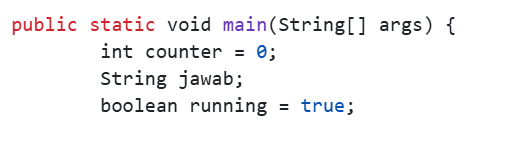 public static void main(String[] args) {
        int counter = 0;
        String jawab;
        boolean running = true;